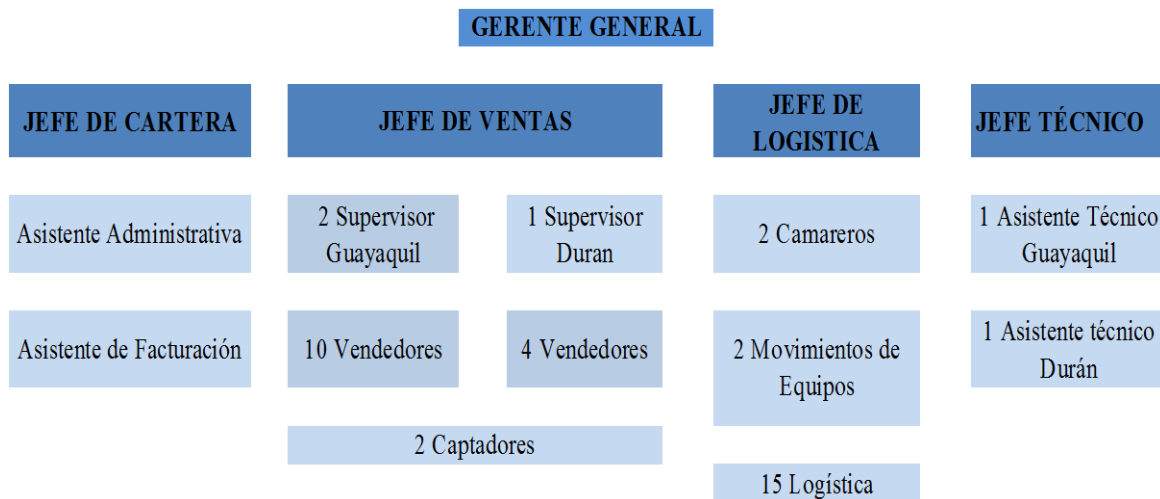 GERENTE GENERAL
JEFE DE CARTERA
JEFE DE VENTAS
JEFE DE
LOGISTICA
JEFE TÉCNICO
Asistente Administrativa
2 Supervisor
Guayaquil
1 Supervisor
Duran
2 Camareros
1 Asistente Técnico
Guayaquil
Asistente de Facturación
10 Vendedores
4 Vendedores
2 Movimientos de
Equipos
1 Asistente técnico
Durán
2 Captadores
15 Logística